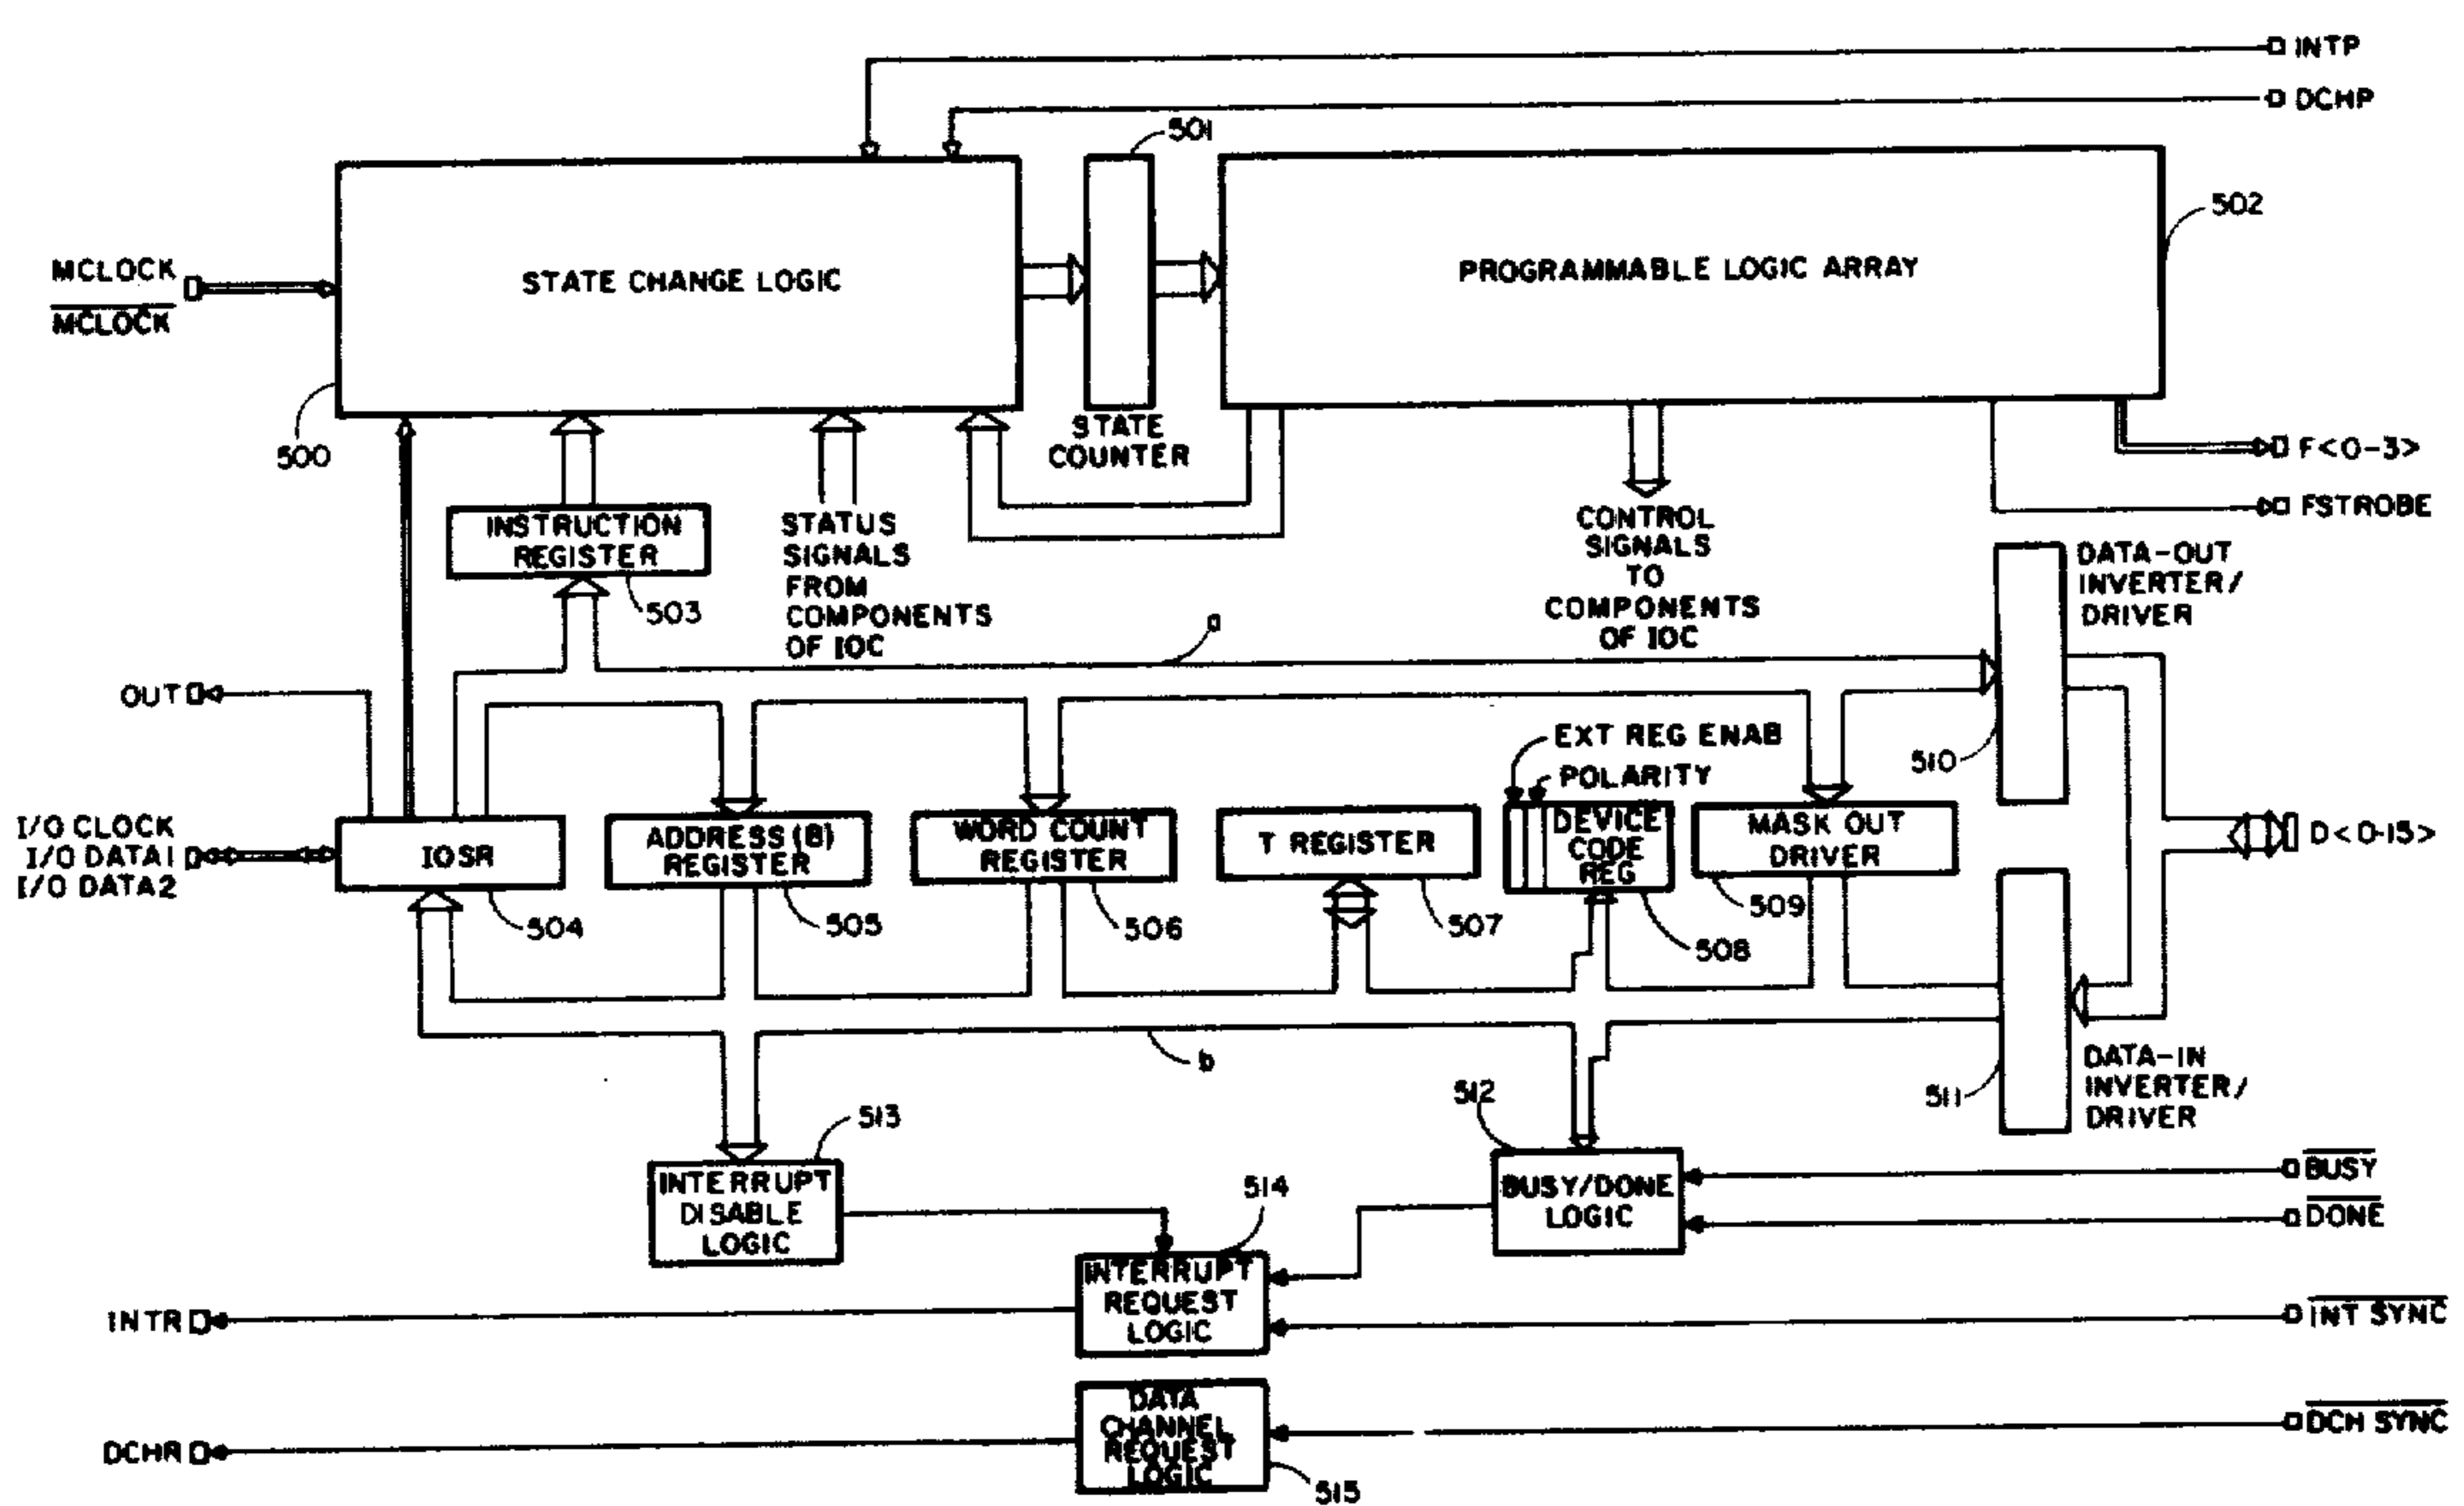 INTP
DCHP
501
502
MCLOCK
MCLOCK
STATE CHANGE LOGIC
PROGRAMMABLE LOGIC ARRAY
500
STATE
COUNTER
F<0-3>
FSTROBE
INSTRUCTION
REGISTER
503
STATUS
SIGNALS
FROM
COMPONENTS
OF IOC
CONTROL
SIGNALS
TO
COMPONENTS
OF IOC
DATA-OUT
INVERTER/
DRIVER
a
OUT
EXT REG ENAB
POLARITY
510
I/O CLOCK
I/O DATA1
I/O DATA2
IOSR
504
ADDRESS (B)
REGISTER
505
WORD COUNT
REGISTER
506
T REGISTER
507
DEVICE
CODE
REG
508
MASK OUT
DRIVER
509
D<0-15>
b
DATA-IN
INVERTER/
DRIVER
511
512
513
INTERRUPT
DISABLE
LOGIC
514
BUSY/DONE
LOGIC
BUSY
DONE
INTERRUPT
REQUEST
LOGIC
INTR
INT SYNC
DATA
CHANNEL
REQUEST
LOGIC
515
DCHR
DCH SYNC